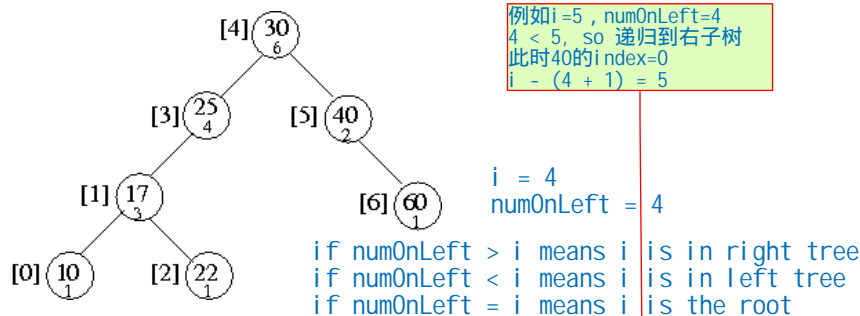 例如i=5，numOnLeft=4
4 < 5, so 递归到右子树
此时40的index=0
i - (4 + 1) = 5
[4] 30
6
[3] 25
4
[5] 40
2
[1] 17
3
[6] 60
1
i = 4
numOnLeft = 4
[0] 10
1
[2] 22
1
if numOnLeft > i means i is in right tree
if numOnLeft < i means i is in left tree
if numOnLeft = i means i is the root